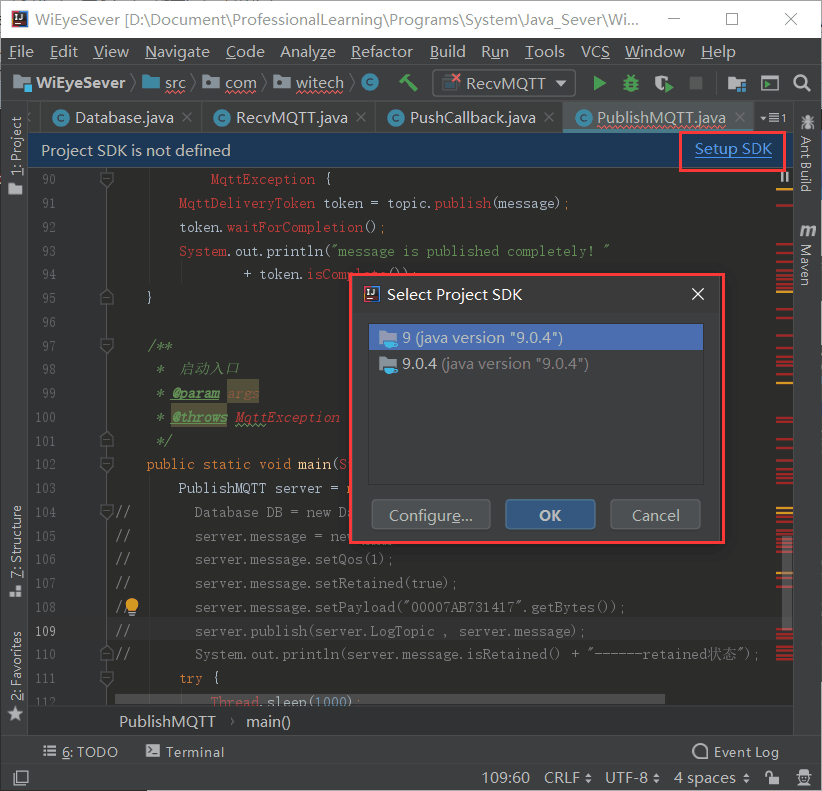 WiEyeSever [D:\Document\ProfessionalLearning\Programs\System\Java_Sever\Wi...
File Edit View Navigate Code Analyze Refactor Build Run Tools VCS Window Help
WiEyeSever src com witech RecvMQTT
Database.java RecvMQTT.java PushCallback.java PublishMQTT.java 1
Project SDK is not defined Setup SDK
1: Project
Z: Structure
2: Favorites
Ant Build
Maven
90 MqttException {
91 MqttDeliveryToken token = topic.publish(message);
92 token.waitForCompletion();
93 System.out.println("message is published completely! "
94 + token.isComplete());
95 }
96
97 /**
98 * 启动入口
99 * @param args
100 * @throws MqttException
101 */
102 public static void main(S
103 PublishMQTT server =
104 // Database DB = new D
105 // server.message = new
106 // server.message.setQos(1);
107 // server.message.setRetained(true);
108 // server.message.setPayload("00007AB731417".getBytes());
109 // server.publish(server.LogTopic , server.message);
110 // System.out.println(server.message.isRetained() + "------retained状态");
111 try {
112 Thread.sleep(1000);
Select Project SDK
9 (java version "9.0.4")
9.0.4 (java version "9.0.4")
Configure... OK Cancel
PublishMQTT main()
6: TODO Terminal Event Log
109:60 CRLF UTF-8 4 spaces